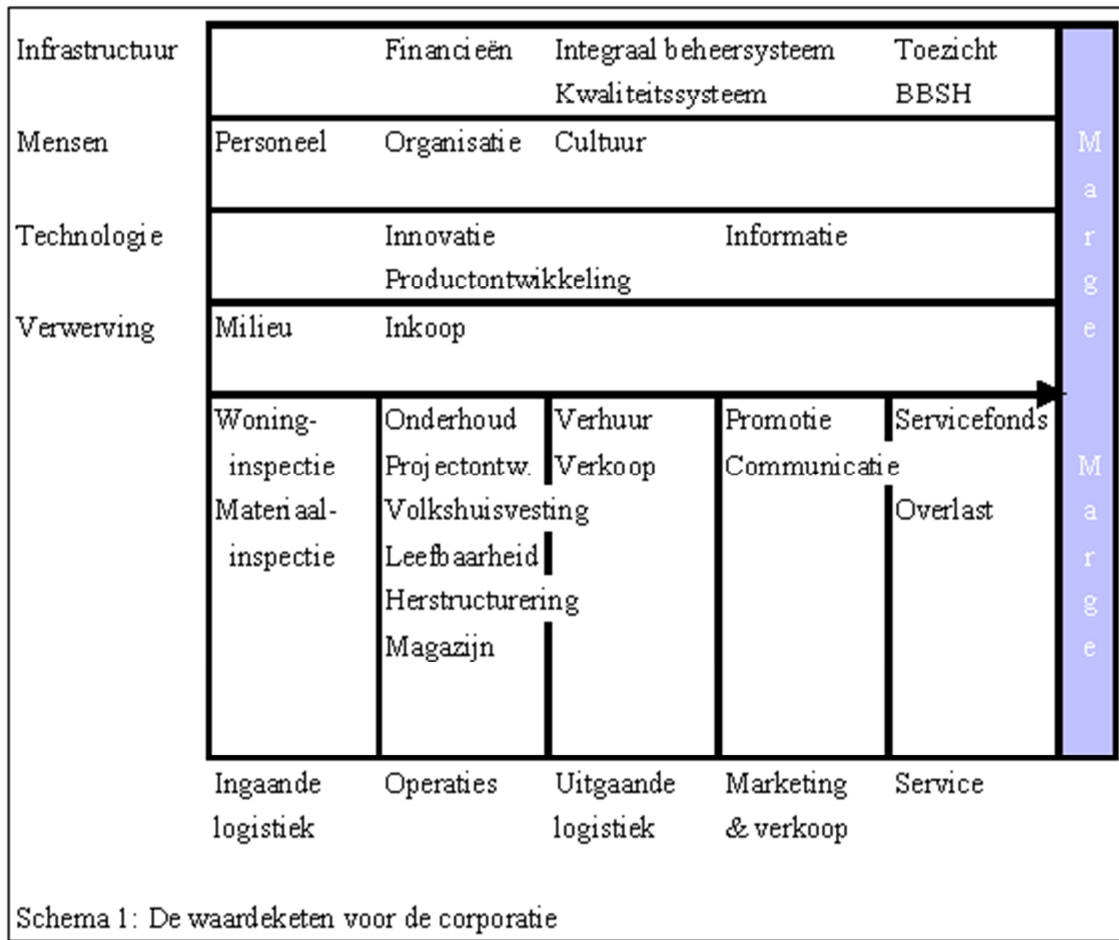 Infrastructuur Financieën Integraal beheersysteem Toezicht
Kwaliteitssysteem BBSH
Mensen Personeel Organisatie Cultuur
Technologie Innovatie Informatie
Productontwikkeling
Verwerving Milieu Inkoop
Marge
Woning- Onderhoud Verhuur Promotie Servicefonds
inspectie Projectontw. Verkoop Communicatie
Materiaal- Volkshuisvesting Overlast
inspectie Leefbaarheid
Herstructurering
Magazijn
Marge
Ingaande Operaties Uitgaande Marketing Service
logistiek logistiek & verkoop
Schema 1: De waardeketen voor de corporatie